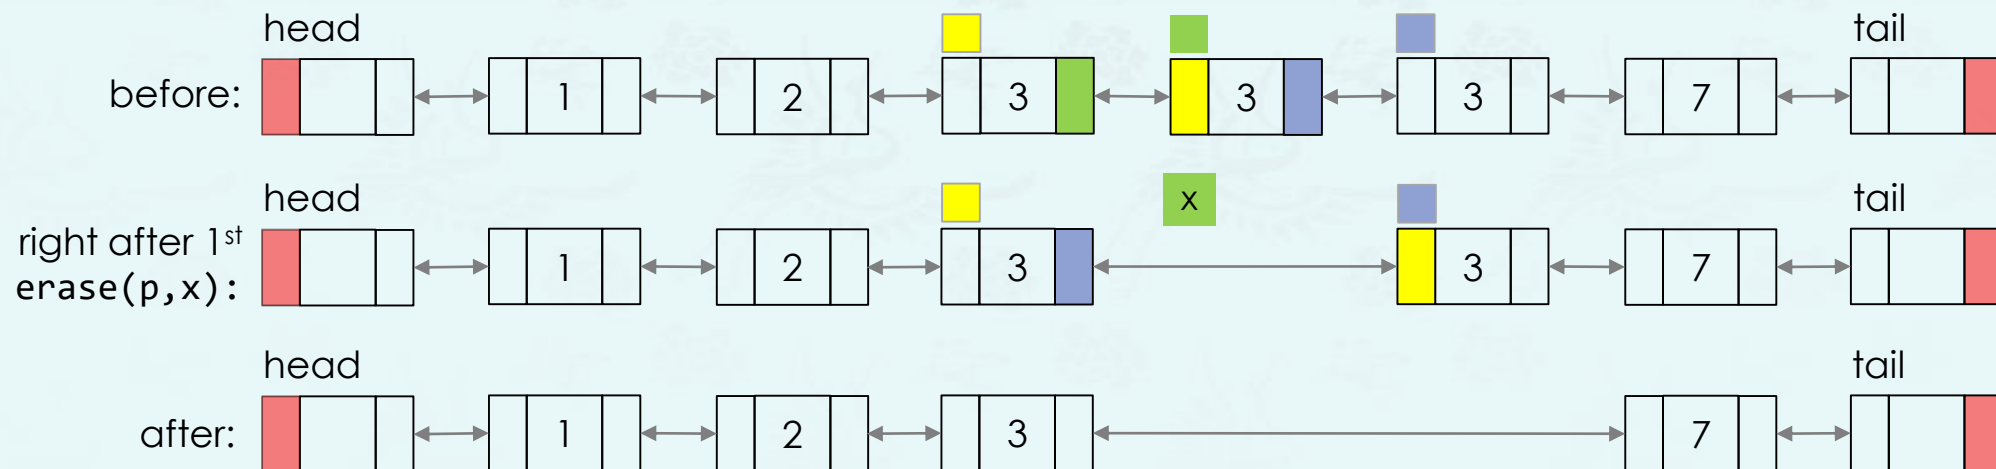 head tail
before: 1 2 3 3 3 7
head x tail
right after 1st
erase(p,x): 1 2 3 3 7
head tail
after: 1 2 3 7